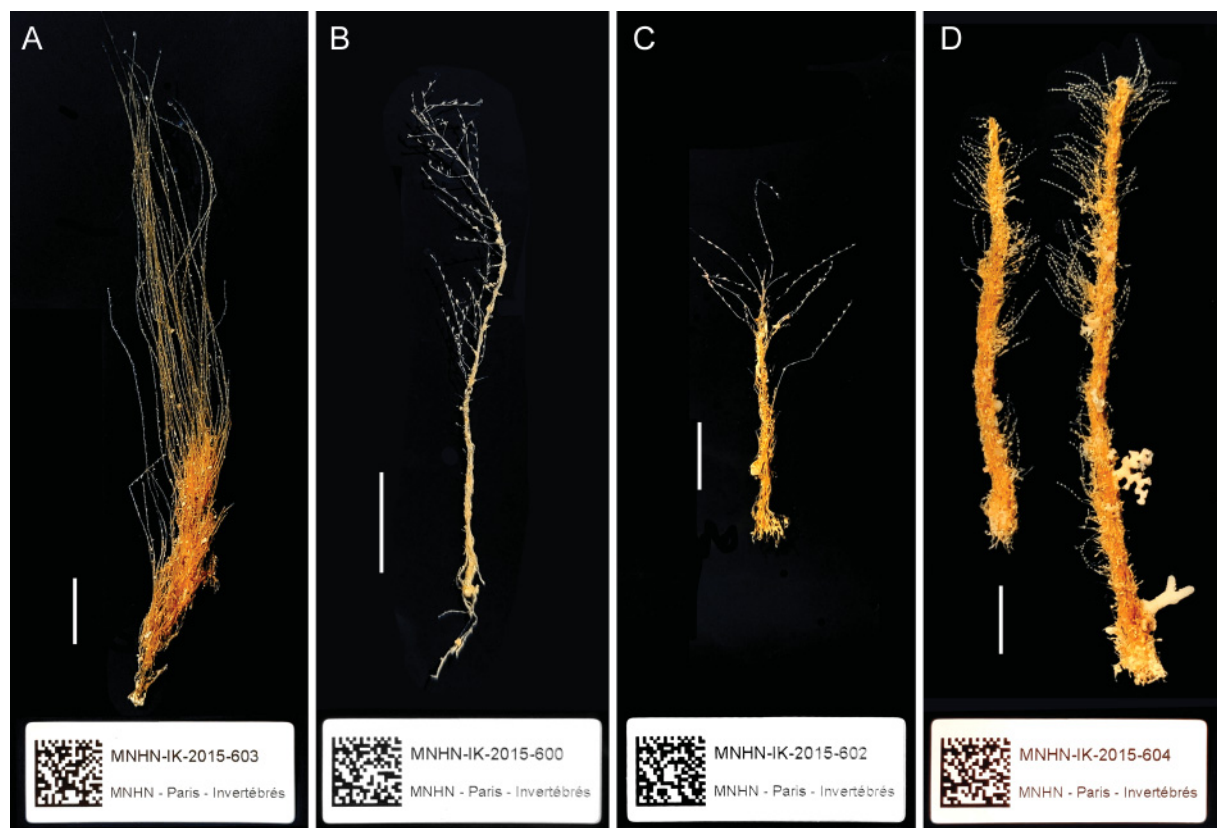 A
B
C
D
MNHN-IK-2015-603
MNHN - Paris - Invertébrés
MNHN-IK-2015-600
MNHN - Paris - Invertébrés
MNHN-IK-2015-602
MNHN - Paris - Invertébrés
MNHN-IK-2015-604
MNHN - Paris - Invertébrés